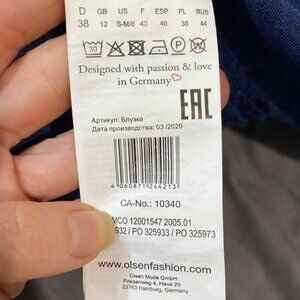 D GB US F ESP PL RUS
38 12 S-M/8 40 40 38 44
30
Designed with passion & love
in Germany
EAC
Артикул: Блузка
Дата производства: 03/2020
4 060871 244213
CA-No.: 10340
MCO 12001547 2005.01
932 / PO 325933 / PO 325973
www.olsenfashion.com
Olsen Mode GmbH
Friesenweg 4, Haus 19
22763 Hamburg, Germany